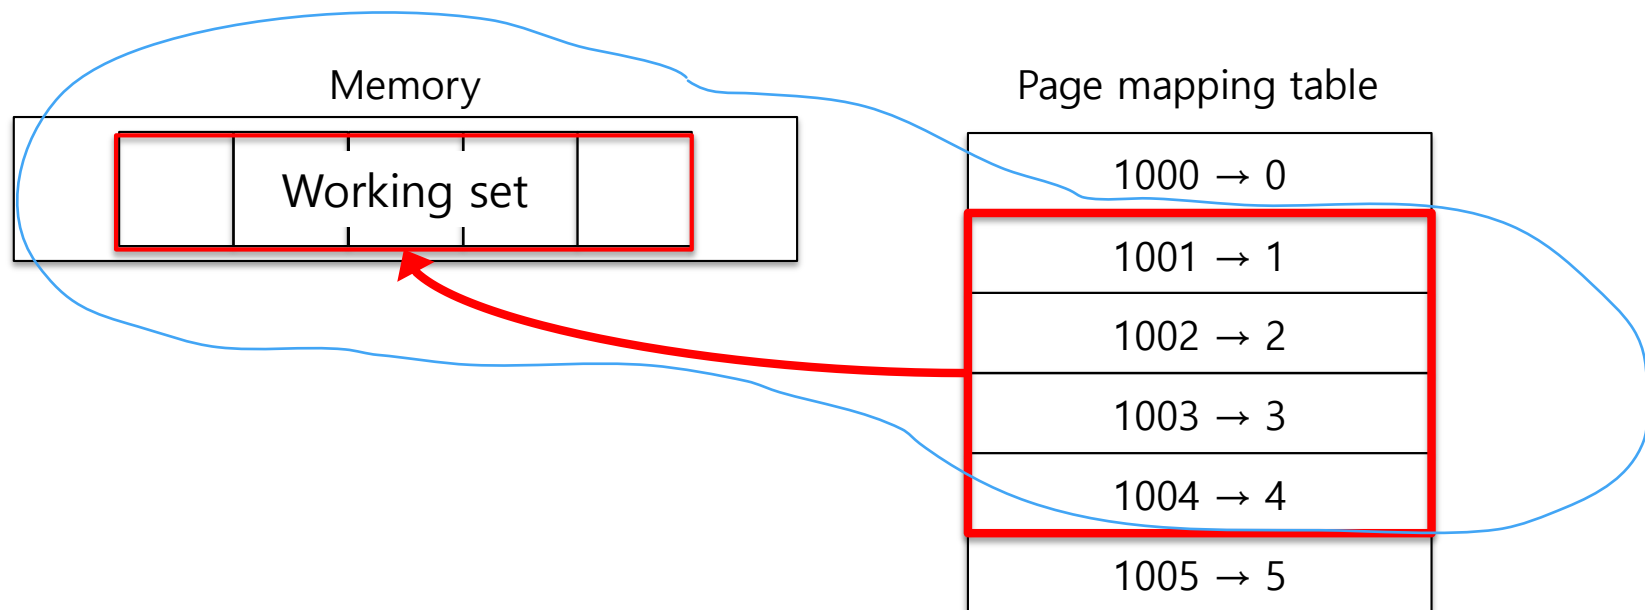 Memory
Working set
Page mapping table
1000 → 0
1001 → 1
1002 → 2
1003 → 3
1004 → 4
1005 → 5